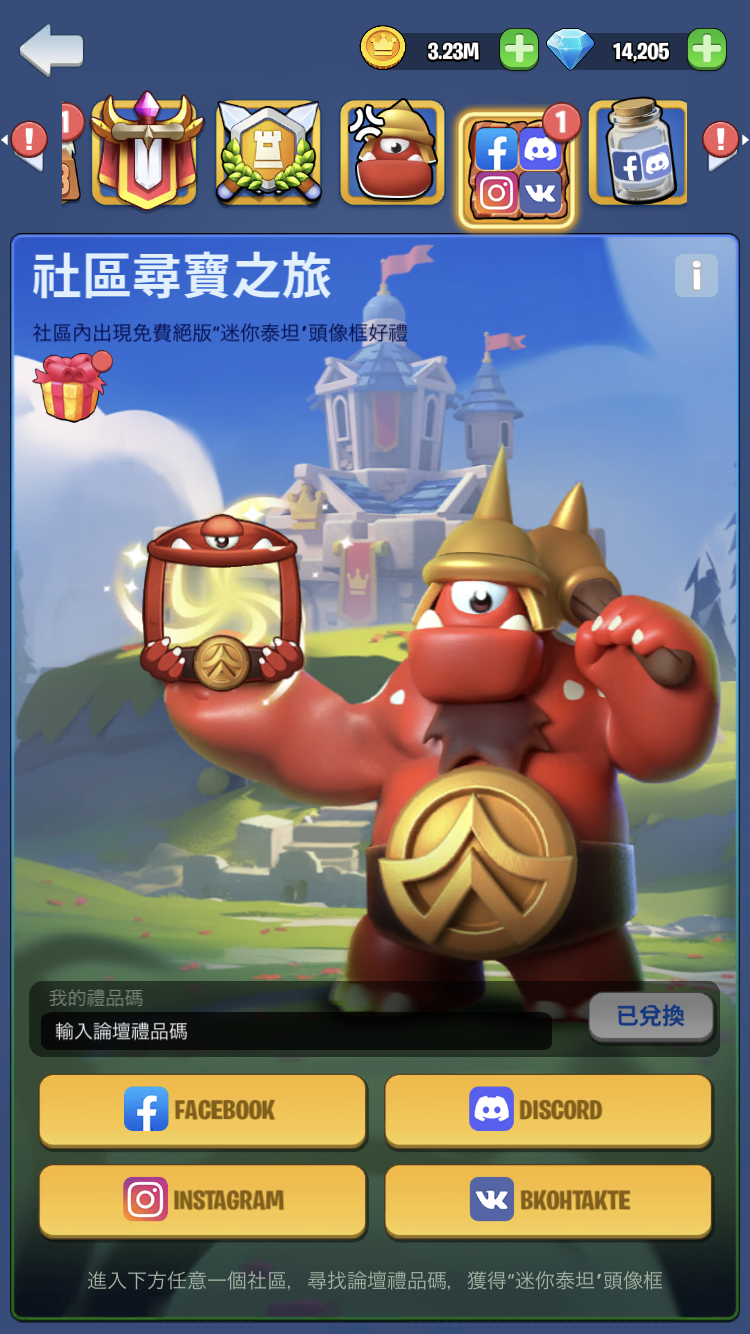 3.23M
14,205
1
1
社區尋寶之旅
社區內出現免費絕版“迷你泰坦”頭像框好禮
我的禮品碼
輸入論壇禮品碼
已兌換
FACEBOOK
DISCORD
INSTAGRAM
ВКОНТАКТЕ
進入下方任意一個社區，尋找論壇禮品碼，獲得“迷你泰坦”頭像框